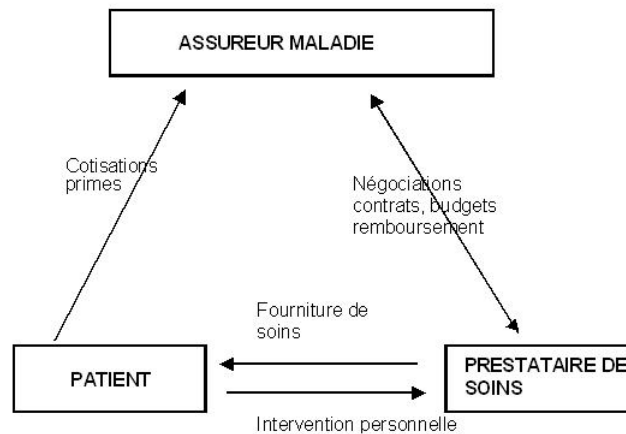 ASSUREUR MALADIE
Cotisations
primes
Négociations
contrats, budgets
remboursement
Fourniture de
soins
PATIENT
PRESTATAIRE DE
SOINS
Intervention personnelle